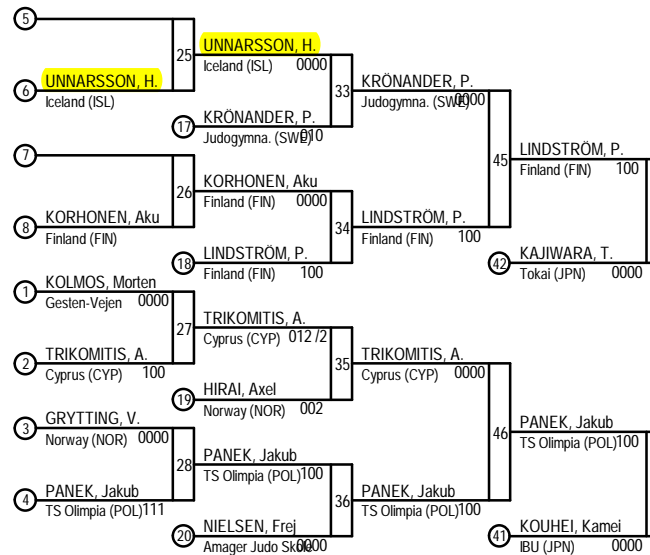 5
25
UNNARSSON, H.
Iceland (ISL) 0000
6
UNNARSSON, H.
Iceland (ISL)
33
KRÖNANDER, P.
Judogymna. (SWE) 0000
17
KRÖNANDER, P.
Judogymna. (SWE) 010
45
LINDSTRÖM, P.
Finland (FIN) 100
7
26
KORHONEN, Aku
Finland (FIN) 0000
8
KORHONEN, Aku
Finland (FIN)
34
LINDSTRÖM, P.
Finland (FIN) 100
18
LINDSTRÖM, P.
Finland (FIN) 100
42
KAJIWARA, T.
Tokai (JPN) 0000
1
KOLMOS, Morten
Gesten-Vejen 0000
27
TRIKOMITIS, A.
Cyprus (CYP) 012 /2
2
TRIKOMITIS, A.
Cyprus (CYP) 100
35
TRIKOMITIS, A.
Cyprus (CYP) 0000
19
HIRAI, Axel
Norway (NOR) 002
3
GRYTTING, V.
Norway (NOR) 0000
46
PANEK, Jakub
TS Olimpia (POL) 100
28
PANEK, Jakub
TS Olimpia (POL) 100
4
PANEK, Jakub
TS Olimpia (POL) 111
36
PANEK, Jakub
TS Olimpia (POL) 100
20
NIELSEN, Frej
Amager Judo Skole 0000
41
KOUHEI, Kamei
IBU (JPN) 0000